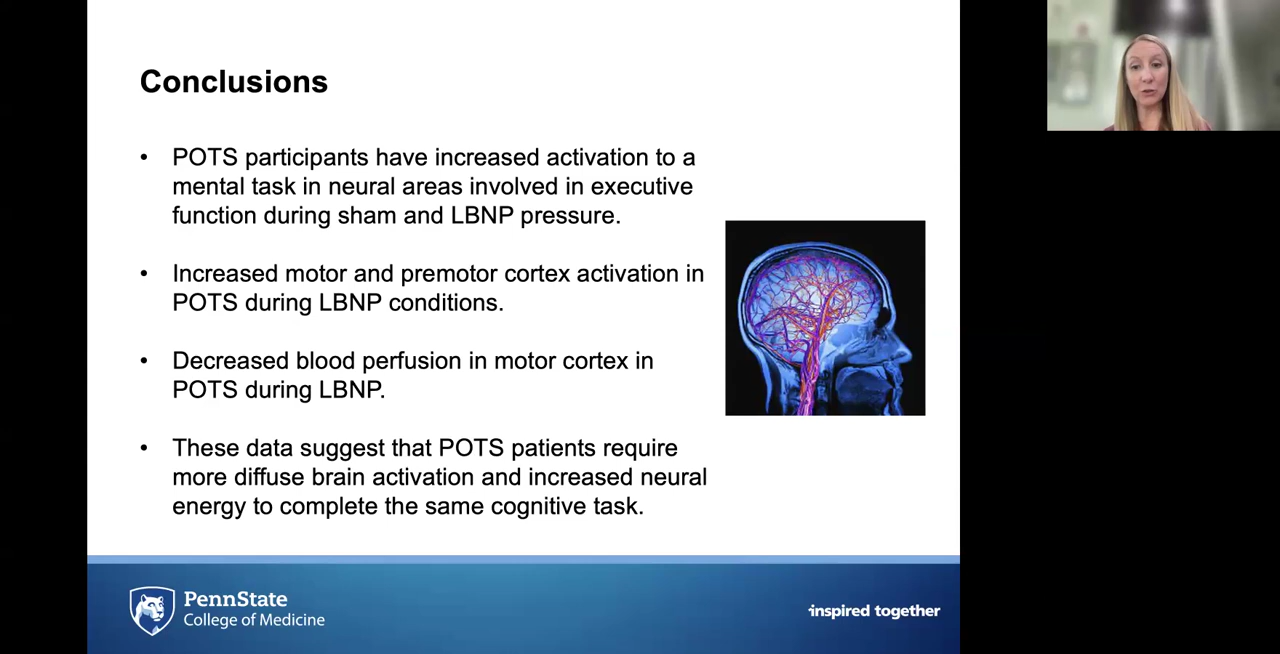 Conclusions
• POTS participants have increased activation to a
mental task in neural areas involved in executive
function during sham and LBNP pressure.
• Increased motor and premotor cortex activation in
POTS during LBNP conditions.
• Decreased blood perfusion in motor cortex in
POTS during LBNP.
• These data suggest that POTS patients require
more diffuse brain activation and increased neural
energy to complete the same cognitive task.
PennState
College of Medicine
inspired together